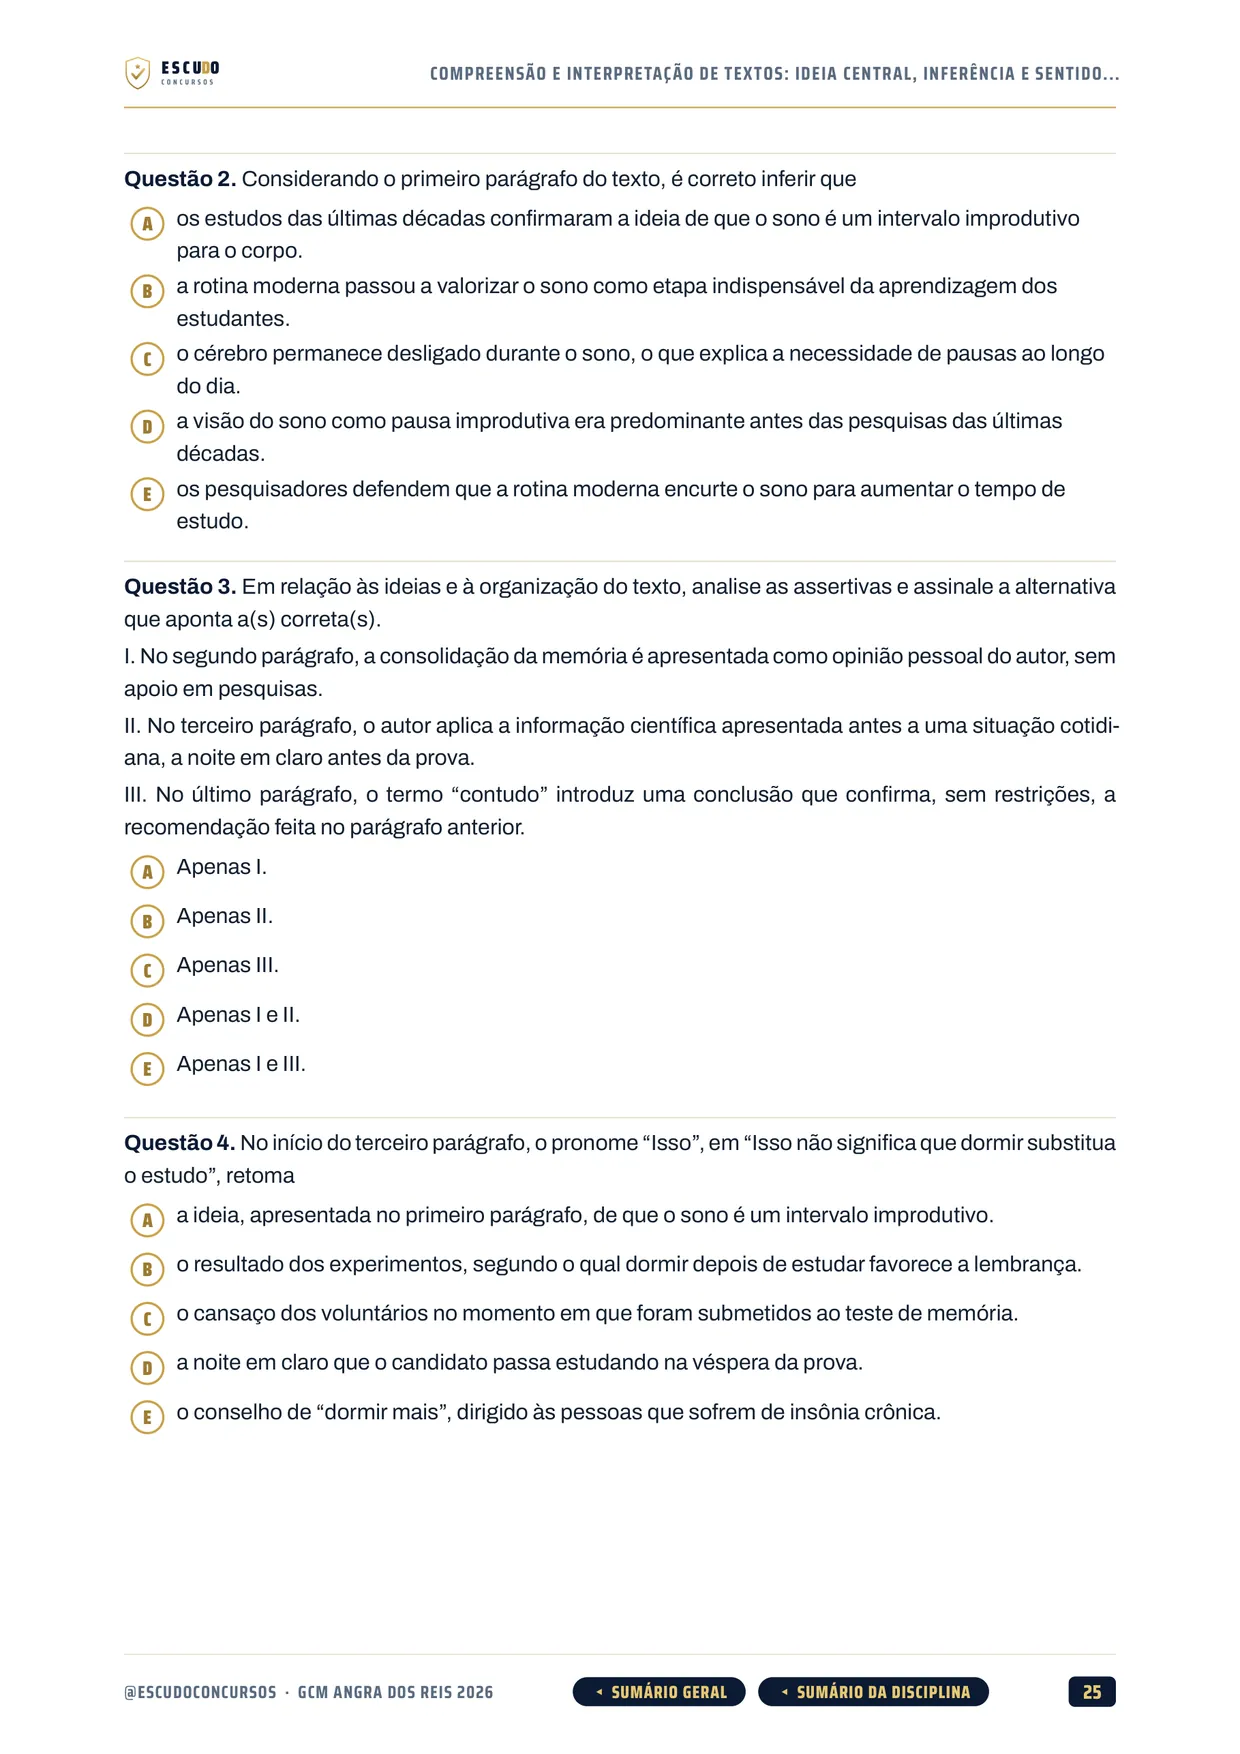 ESCUDO
CONCURSOS
COMPREENSÃO E INTERPRETAÇÃO DE TEXTOS: IDEIA CENTRAL, INFERÊNCIA E SENTIDO...
Questão 2. Considerando o primeiro parágrafo do texto, é correto inferir que
A os estudos das últimas décadas confirmaram a ideia de que o sono é um intervalo improdutivo
para o corpo.
B a rotina moderna passou a valorizar o sono como etapa indispensável da aprendizagem dos
estudantes.
C o cérebro permanece desligado durante o sono, o que explica a necessidade de pausas ao longo
do dia.
D a visão do sono como pausa improdutiva era predominante antes das pesquisas das últimas
décadas.
E os pesquisadores defendem que a rotina moderna encurte o sono para aumentar o tempo de
estudo.
Questão 3. Em relação às ideias e à organização do texto, analise as assertivas e assinale a alternativa
que aponta a(s) correta(s).
I. No segundo parágrafo, a consolidação da memória é apresentada como opinião pessoal do autor, sem
apoio em pesquisas.
II. No terceiro parágrafo, o autor aplica a informação científica apresentada antes a uma situação cotidi-
ana, a noite em claro antes da prova.
III. No último parágrafo, o termo “contudo” introduz uma conclusão que confirma, sem restrições, a
recomendação feita no parágrafo anterior.
A Apenas I.
B Apenas II.
C Apenas III.
D Apenas I e II.
E Apenas I e III.
Questão 4. No início do terceiro parágrafo, o pronome “Isso”, em “Isso não significa que dormir substitua
o estudo”, retoma
A a ideia, apresentada no primeiro parágrafo, de que o sono é um intervalo improdutivo.
B o resultado dos experimentos, segundo o qual dormir depois de estudar favorece a lembrança.
C o cansaço dos voluntários no momento em que foram submetidos ao teste de memória.
D a noite em claro que o candidato passa estudando na véspera da prova.
E o conselho de “dormir mais”, dirigido às pessoas que sofrem de insônia crônica.
@ESCUDOCONCURSOS · GCM ANGRA DOS REIS 2026
SUMÁRIO GERAL
SUMÁRIO DA DISCIPLINA
25